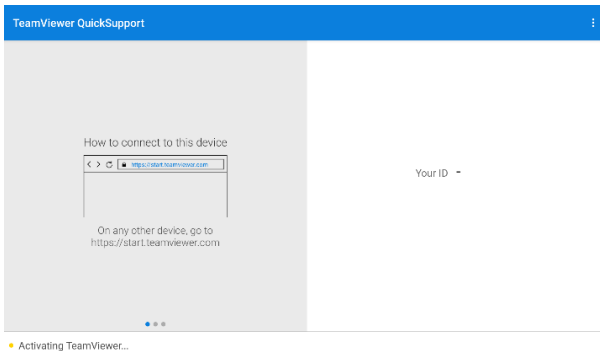 TeamViewer QuickSupport
How to connect to this device
https://start.teamviewer.com
On any other device, go to
https://start.teamviewer.com
Your ID -
Activating TeamViewer...